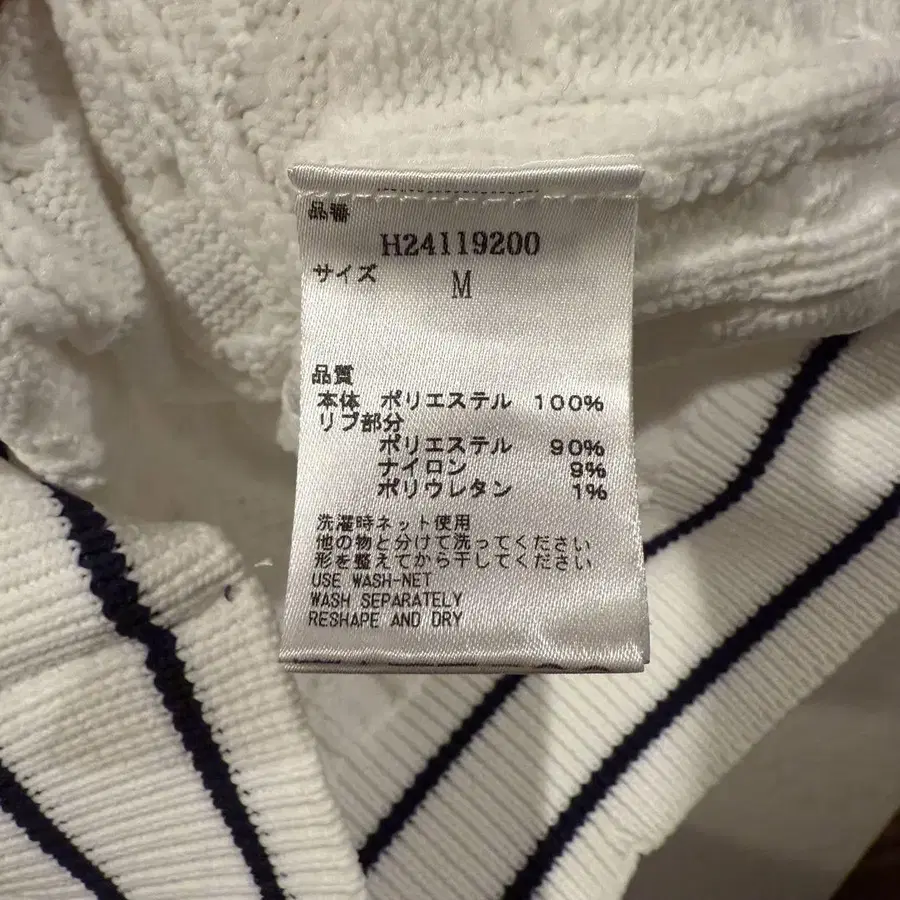 品番
H24119200
サイズ
M
品質
本体 ポリエステル 100%
リブ部分
ポリエステル 90%
ナイロン 9%
ポリウレタン 1%
洗濯時ネット使用
他の物と分けて洗ってください
形を整えてから干してください
USE WASH-NET
WASH SEPARATELY
RESHAPE AND DRY